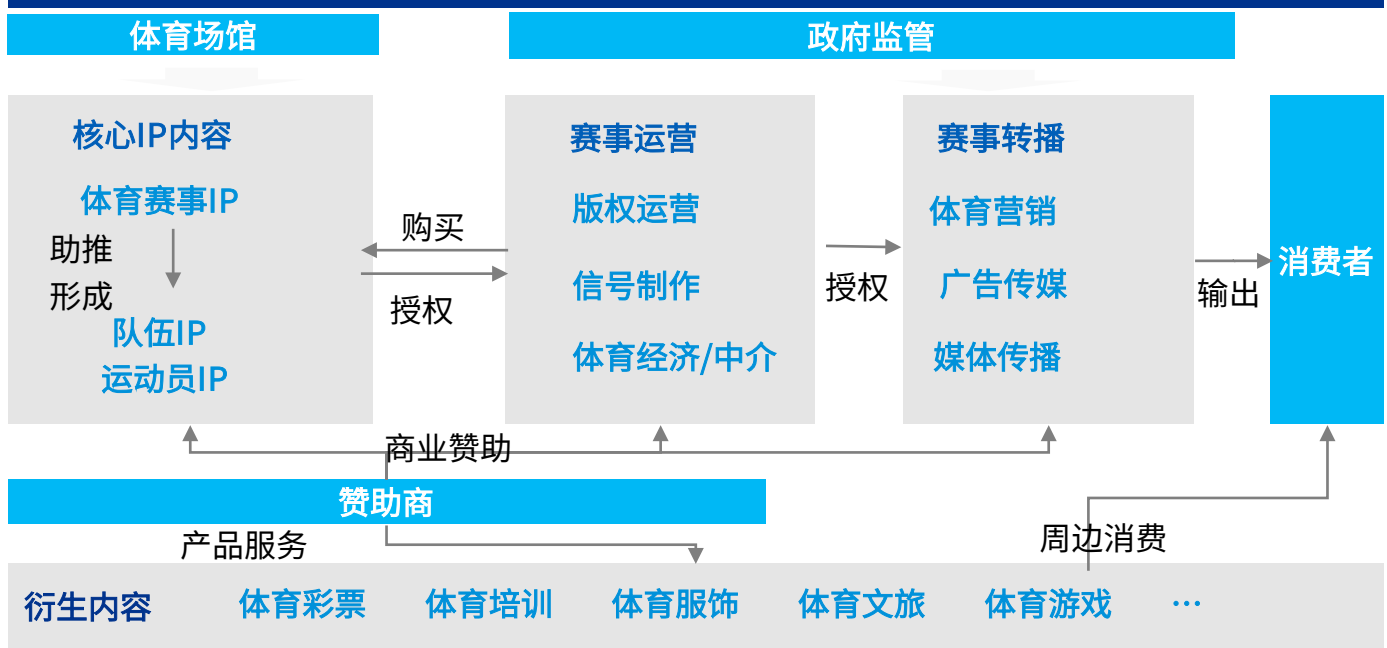 体育场馆
政府监管
核心IP内容
体育赛事IP
助推
形成
队伍IP
运动员IP
购买
授权
赛事运营
版权运营
信号制作
体育经济/中介
授权
赛事转播
体育营销
广告传媒
媒体传播
输出
消费者
商业赞助
赞助商
产品服务
周边消费
衍生内容
体育彩票
体育培训
体育服饰
体育文旅
体育游戏
…